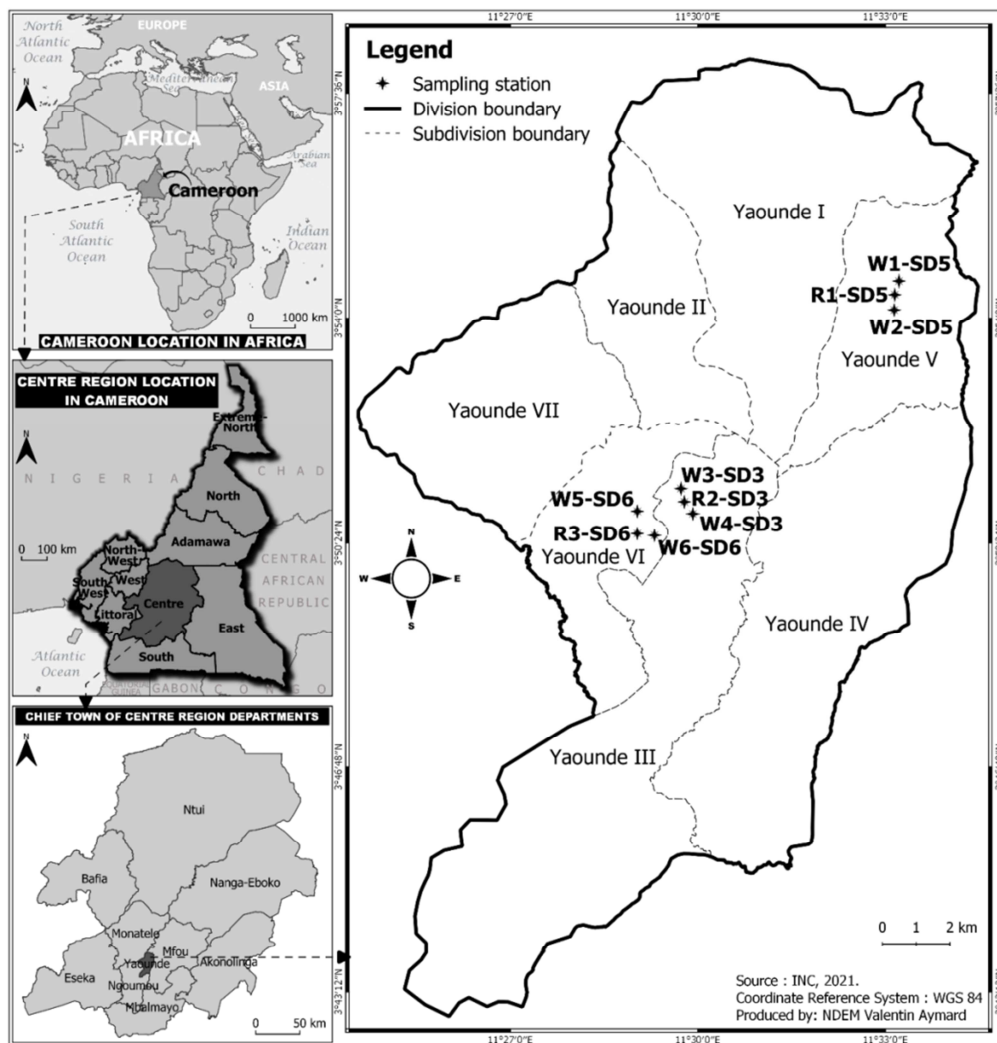 North
Atlantic
Ocean
EUROPE
Mediterranean
Sea
ASIA
N
AFRICA
Arabian
Sea
Cameroon
South
Atlantic
Ocean
Indian
Ocean
0 1000 km
CAMEROON LOCATION IN AFRICA
CENTRE REGION LOCATION
IN CAMEROON
N
Extreme-
North
NIGERIA
CHAD
North
0 100 km
Adamawa
North-
West
CENTRAL
AFRICAN
REPUBLIC
South-
West
West
Centre
Littoral
East
Atlantic
Ocean
South
EQUATORIAL
GUINEA
GABON
CONGO
CHIEF TOWN OF CENTRE REGION DEPARTMENTS
N
Ntui
Bafia
Nanga-Eboko
Monatele
Mfou
Yaounde
Akonolinga
Eseka
Ngoumou
Mbalmayo
0 50 km
11°27'0"E
11°30'0"E
11°33'0"E
Legend
Sampling station
Division boundary
Subdivision boundary
3°57'36"N
3°54'0"N
3°50'24"N
3°46'48"N
3°43'12"N
Yaounde I
W1-SD5
R1-SD5
W2-SD5
Yaounde II
Yaounde V
Yaounde VII
W3-SD3
W5-SD6
R2-SD3
W4-SD3
R3-SD6
W6-SD6
Yaounde VI
N
W E
S
Yaounde IV
Yaounde III
0 1 2 km
Source : INC, 2021.
Coordinate Reference System : WGS 84
Produced by: NDEM Valentin Aymard
11°27'0"E
11°30'0"E
11°33'0"E